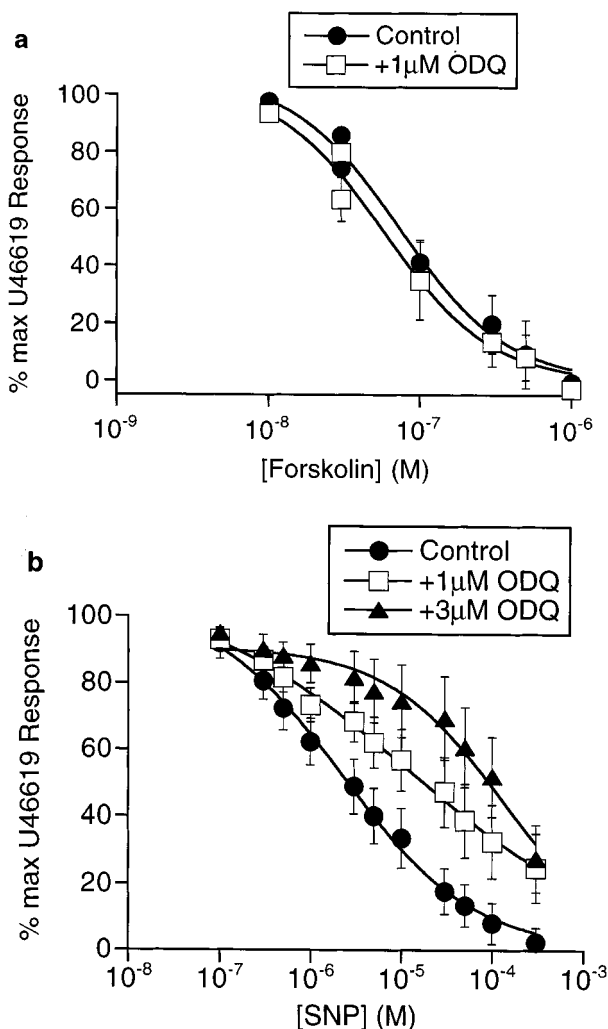 a
Control
+1μM ODQ
% max U46619 Response
100
80
60
40
20
0
10⁻⁹
10⁻⁸
10⁻⁷
10⁻⁶
[Forskolin] (M)
b
Control
+1μM ODQ
+3μM ODQ
% max U46619 Response
100
80
60
40
20
0
10⁻⁸
10⁻⁷
10⁻⁶
10⁻⁵
10⁻⁴
10⁻³
[SNP] (M)